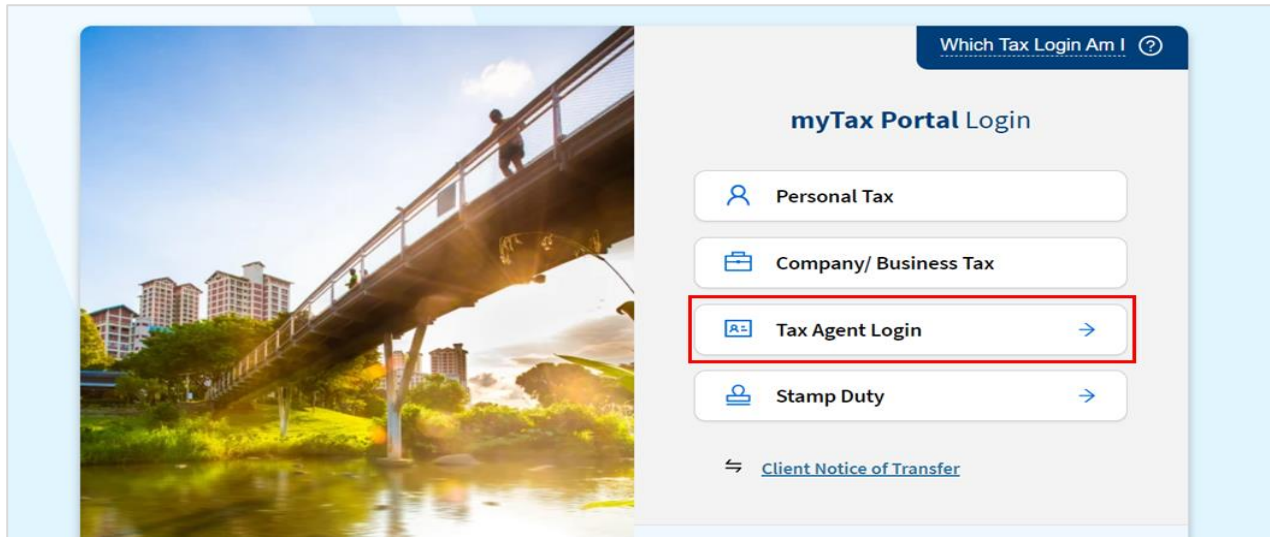 Which Tax Login Am I
myTax Portal Login
Personal Tax
Company/ Business Tax
Tax Agent Login
Stamp Duty
Client Notice of Transfer